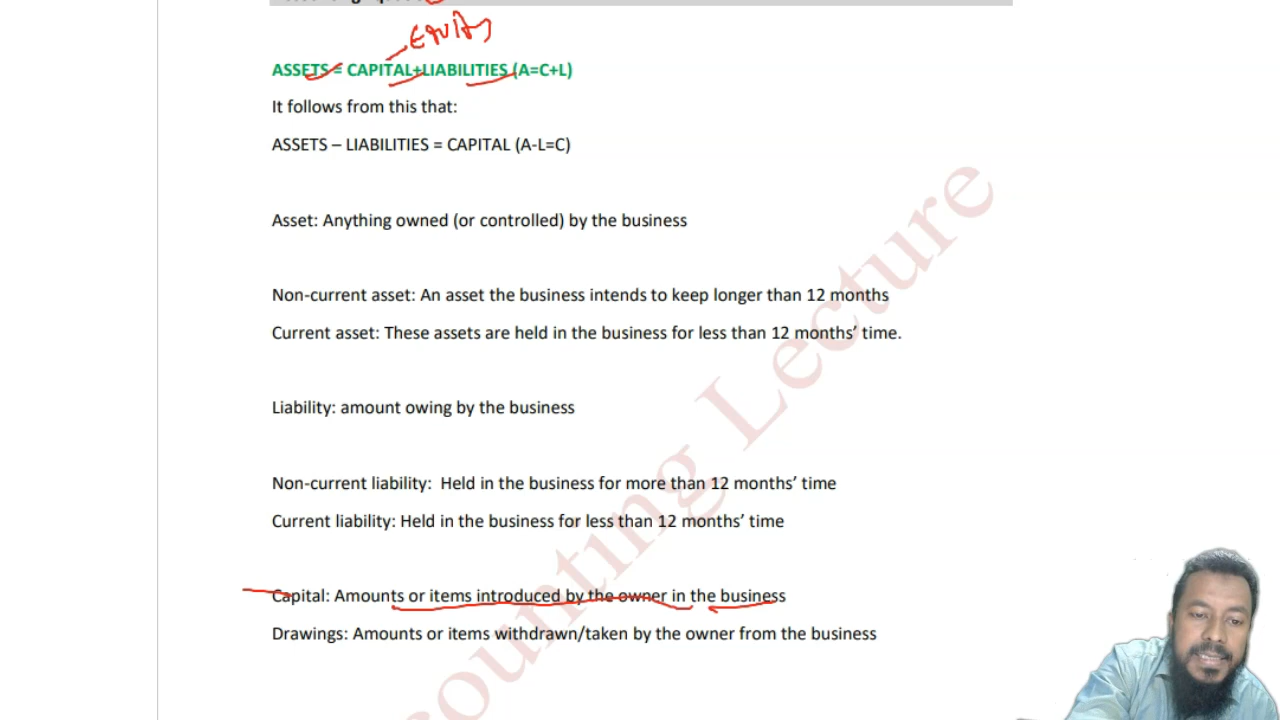 Equity
ASSETS = CAPITAL+LIABILITIES (A=C+L)
It follows from this that:
ASSETS – LIABILITIES = CAPITAL (A-L=C)
Asset: Anything owned (or controlled) by the business
Non-current asset: An asset the business intends to keep longer than 12 months
Current asset: These assets are held in the business for less than 12 months’ time.
Liability: amount owing by the business
Non-current liability:  Held in the business for more than 12 months’ time
Current liability: Held in the business for less than 12 months’ time
Capital: Amounts or items introduced by the owner in the business
Drawings: Amounts or items withdrawn/taken by the owner from the business
ounting Lecture